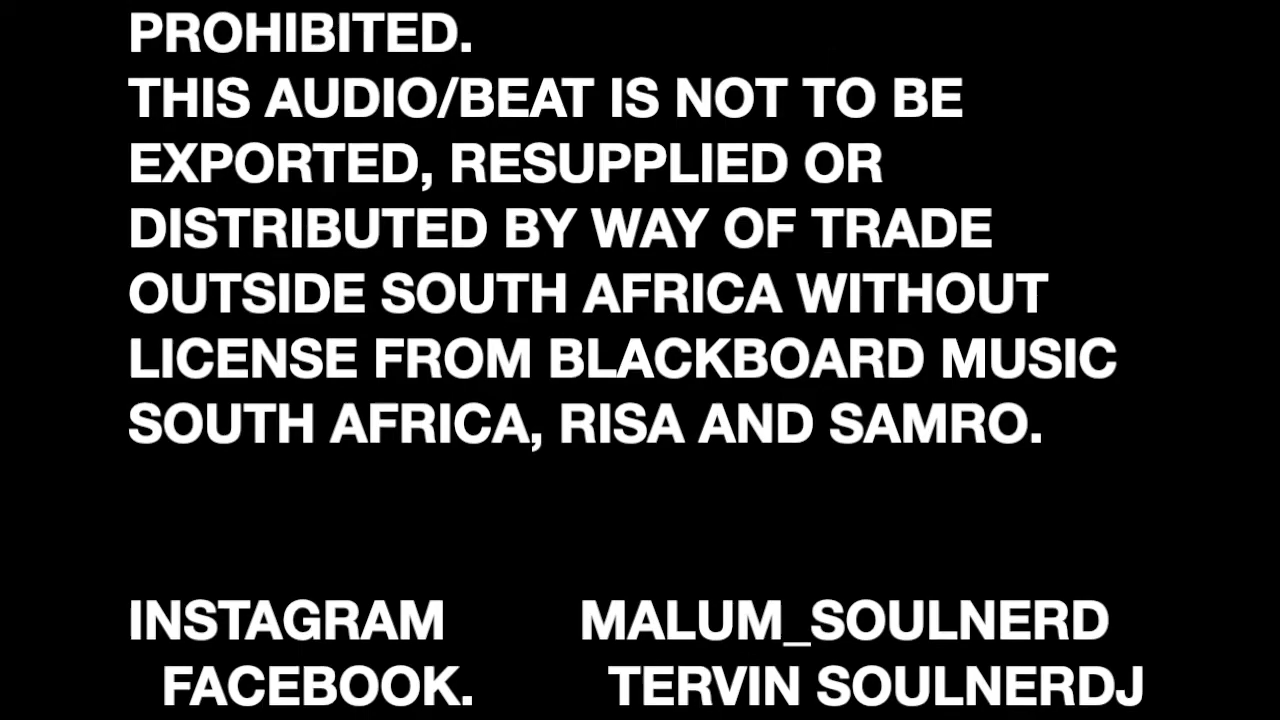 PROHIBITED.
THIS AUDIO/BEAT IS NOT TO BE
EXPORTED, RESUPPLIED OR
DISTRIBUTED BY WAY OF TRADE
OUTSIDE SOUTH AFRICA WITHOUT
LICENSE FROM BLACKBOARD MUSIC
SOUTH AFRICA, RISA AND SAMRO.
INSTAGRAM MALUM_SOULNERD
FACEBOOK. TERVIN SOULNERDJ